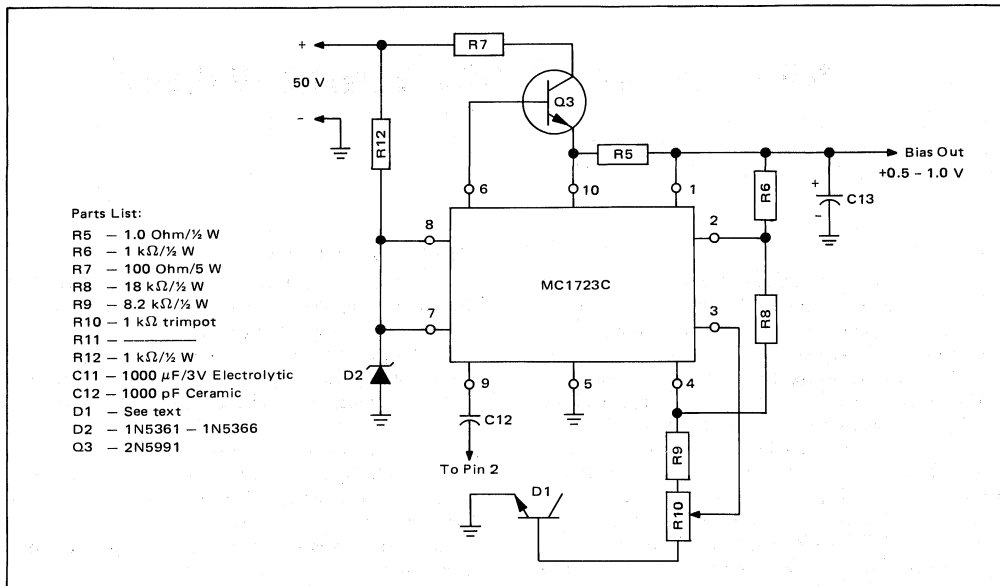 +
R7
50 V
Q3
-
R12
R5
Bias Out
+0.5 – 1.0 V
6
10
1
R6
+
C13
-
Parts List:
R5 – 1.0 Ohm/½ W
R6 – 1 kΩ/½ W
R7 – 100 Ohm/5 W
R8 – 18 kΩ/½ W
R9 – 8.2 kΩ/½ W
R10 – 1 kΩ trimpot
R11 – ————
R12 – 1 kΩ/½ W
C11 – 1000 μF/3V Electrolytic
C12 – 1000 pF Ceramic
D1 – See text
D2 – 1N5361 – 1N5366
Q3 – 2N5991
8
2
MC1723C
7
3
R8
D2
9
5
4
C12
To Pin 2
R9
D1
R10